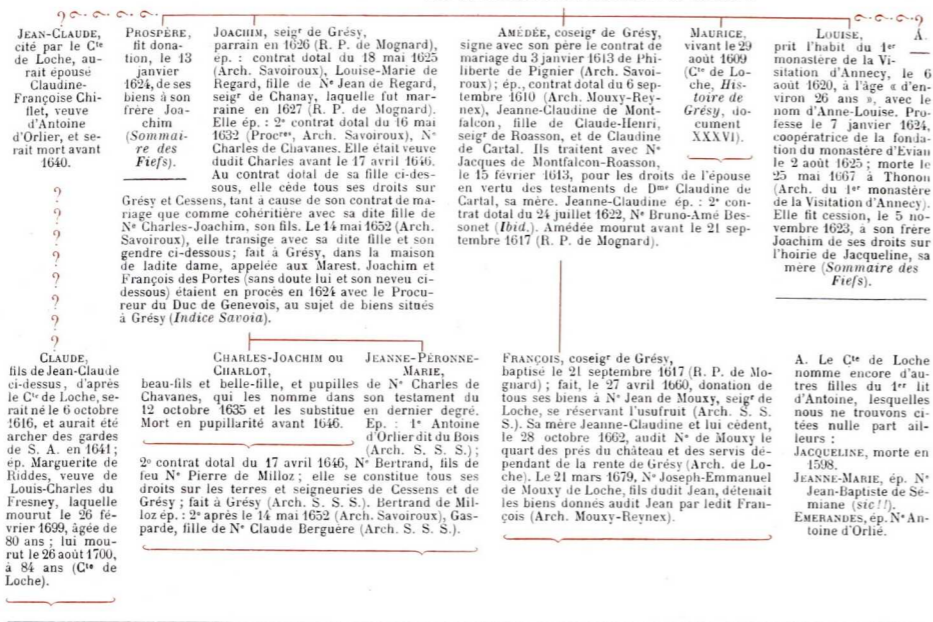 JEAN-CLAUDE,
cité par le Cte
de Loche, au-
rait épousé
Claudine-
Françoise Chi-
flet, veuve
d'Antoine
d'Orlier, et se-
rait mort avant
1640.
PROSPÈRE,
fit dona-
tion, le 13
janvier
1624, de ses
biens à son
frère Joa-
chim
(Sommai-
re des
Fiefs).
JOACHIM, seigr de Grésy,
parrain en 1626 (R. P. de Mognard),
ép. : contrat dotal du 18 mai 1625
(Arch. Savoiroux), Louise-Marie de
Regard, fille de Ne Jean de Regard,
seigr de Chanay, laquelle fut mar-
raine en 1627 (R. P. de Mognard).
Elle ép. : 2° contrat dotal du 16 mai
1632 (Procres, Arch. Savoiroux), Ne
Charles de Chavanes. Elle était veuve
dudit Charles avant le 17 avril 1646.
Au contrat dotal de sa fille ci-des-
sous, elle cède tous ses droits sur
Grésy et Cessens, tant à cause de son contrat de ma-
riage que comme cohéritière avec sa dite fille de
Ne Charles-Joachim, son fils. Le 14 mai 1652 (Arch.
Savoiroux), elle transige avec sa dite fille et son
gendre ci-dessous; fait à Grésy, dans la maison
de ladite dame, appelée aux Marest. Joachim et
François des Portes (sans doute lui et son neveu ci-
dessous) étaient en procès en 1624 avec le Procu-
reur du Duc de Genevois, au sujet de biens situés
à Grésy (Indice Savoia).
AMÉDÉE, coseigr de Grésy,
signe avec son père le contrat de
mariage du 3 janvier 1613 de Phi-
liberte de Pignier (Arch. Savoi-
roux); ép., contrat dotal du 6 sep-
tembre 1610 (Arch. Mouxy-Rey-
nex), Jeanne-Claudine de Mont-
falcon, fille de Claude-Henri,
seigr de Roasson, et de Claudine
de Cartal. Ils traitent avec Ne
Jacques de Montfalcon-Roasson,
le 15 février 1613, pour les droits de l'épouse
en vertu des testaments de Dme Claudine de
Cartal, sa mère. Jeanne-Claudine ép. : 2° con-
trat dotal du 24 juillet 1622, Ne Bruno-Amé Bes-
sonet (Ibid.). Amédée mourut avant le 21 sep-
tembre 1617 (R. P. de Mognard).
MAURICE,
vivant le 29
août 1609
(Cte de Lo-
che, His-
toire de
Grésy, do-
cument
XXXVI).
LOUISE,
prit l'habit du 1er
monastère de la Vi-
sitation d'Annecy, le 6
août 1620, à l'âge « d'en-
viron 26 ans », avec le
nom d'Anne-Louise. Pro-
fesse le 7 janvier 1624,
coopératrice de la fonda-
tion du monastère d'Evian
le 2 août 1625; morte le
25 mai 1667 à Thonon
(Arch. du 1er monastère
de la Visitation d'Annecy).
Elle fit cession, le 5 no-
vembre 1623, à son frère
Joachim de ses droits sur
l'hoirie de Jacqueline, sa
mère (Sommaire des
Fiefs).
A.
? ?
?
?
?
?
?
?
CLAUDE,
fils de Jean-Claude
ci-dessus, d'après
le Cte de Loche, se-
rait né le 6 octobre
1616, et aurait été
archer des gardes
de S. A. en 1641;
ép. Marguerite de
Riddes, veuve de
Louis-Charles du
Fresney, laquelle
mourut le 26 fé-
vrier 1699, âgée de
80 ans; lui mou-
rut le 26 août 1700,
à 84 ans (Cte de
Loche).
CHARLES-JOACHIM ou
CHARLOT,
JEANNE-PÉRONNE-
MARIE,
beau-fils et belle-fille, et pupilles de Ne Charles de
Chavanes, qui les nomme dans son testament du
12 octobre 1635 et les substitue en dernier degré.
Mort en pupillarité avant 1646.
Ep. : 1° Antoine
d'Orlier dit du Bois
(Arch. S. S. S.);
2° contrat dotal du 17 avril 1646, Ne Bertrand, fils de
feu Ne Pierre de Milloz; elle se constitue tous ses
droits sur les terres et seigneuries de Cessens et de
Grésy; fait à Grésy (Arch. S. S. S.). Bertrand de Mil-
loz ép. : 2° après le 14 mai 1652 (Arch. Savoiroux), Gas-
parde, fille de Ne Claude Berguère (Arch. S. S. S.).
FRANÇOIS, coseigr de Grésy,
baptisé le 21 septembre 1617 (R. P. de Mo-
gnard); fait, le 27 avril 1660, donation de
tous ses biens à Ne Jean de Mouxy, seigr de
Loche, se réservant l'usufruit (Arch. S. S.
S.). Sa mère Jeanne-Claudine et lui cèdent,
le 28 octobre 1662, audit Ne de Mouxy le
quart des prés du château et des servis dé-
pendant de la rente de Grésy (Arch. de Lo-
che). Le 21 mars 1679, Ne Joseph-Emmanuel
de Mouxy de Loche, fils dudit Jean, détenait
les biens donnés audit Jean par ledit Fran-
çois (Arch. Mouxy-Reynex).
A. Le Cte de Loche
nomme encore d'au-
tres filles du 1er lit
d'Antoine, lesquelles
nous ne trouvons ci-
tées nulle part ail-
leurs :
JACQUELINE, morte en
1598.
JEANNE-MARIE, ép. Ne
Jean-Baptiste de Sé-
miane (sic!!).
EMERANDES, ép. Ne An-
toine d'Orlié.